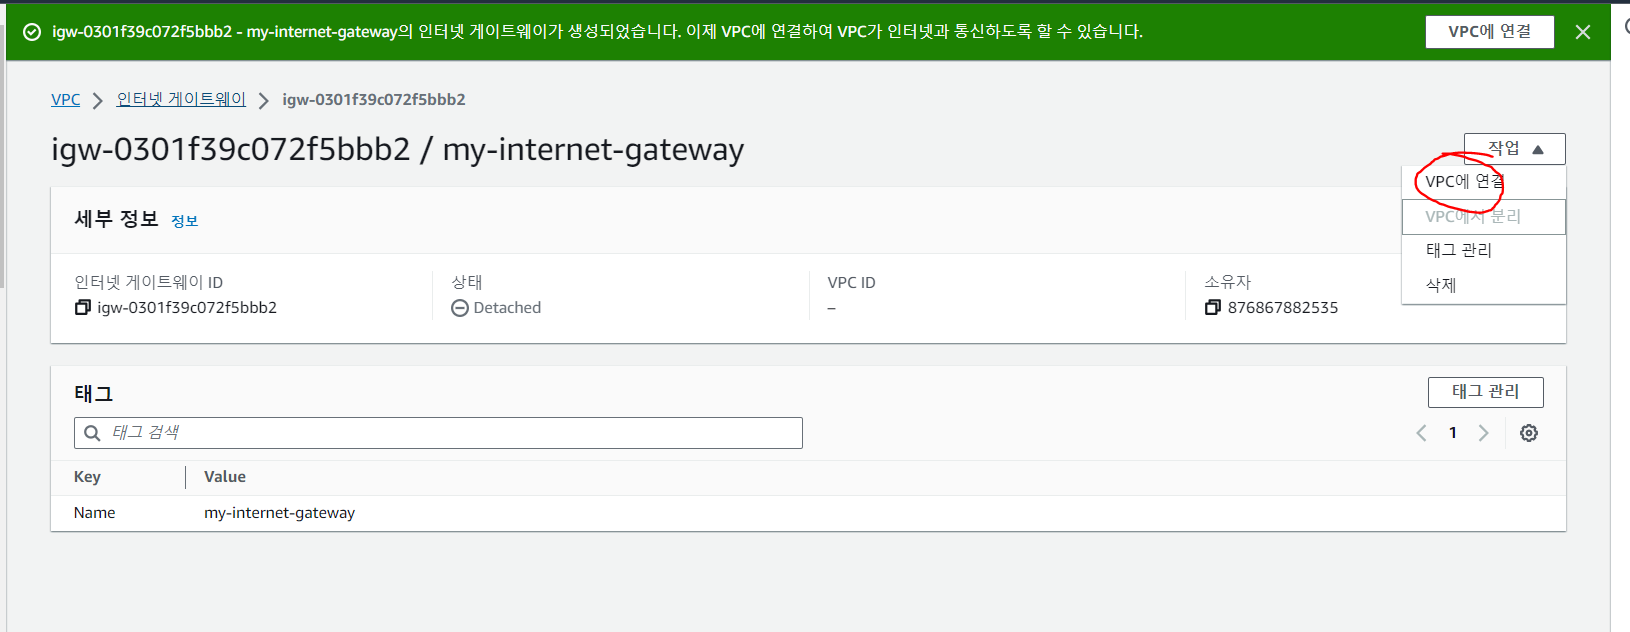 igw-0301f39c072f5bbb2 - my-internet-gateway의 인터넷 게이트웨이가 생성되었습니다. 이제 VPC에 연결하여 VPC가 인터넷과 통신하도록 할 수 있습니다.
VPC에 연결
VPC
인터넷 게이트웨이
igw-0301f39c072f5bbb2
igw-0301f39c072f5bbb2 / my-internet-gateway
작업
VPC에 연결
VPC에서 분리
태그 관리
삭제
세부 정보 정보
인터넷 게이트웨이 ID
igw-0301f39c072f5bbb2
상태
Detached
VPC ID
–
소유자
876867882535
태그
태그 관리
태그 검색
1
Key Value
Name my-internet-gateway